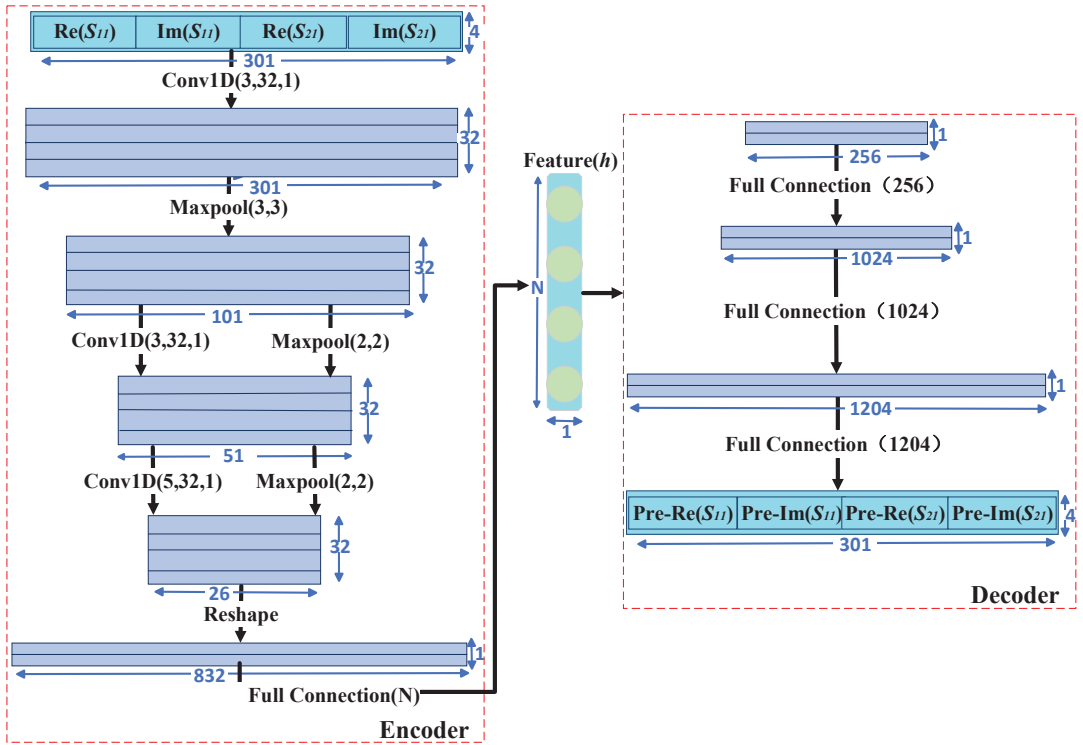 Re(S11) Im(S11) Re(S21) Im(S21)
4
301
Conv1D(3,32,1)
32
301
Maxpool(3,3)
32
101
Conv1D(3,32,1) Maxpool(2,2)
32
51
Conv1D(5,32,1) Maxpool(2,2)
32
26
Reshape
1
832
Full Connection(N)
Encoder
Feature(h)
N
1
1
256
Full Connection（256）
1
1024
Full Connection （1024）
1
1204
Full Connection （1204）
Pre-Re(S11) Pre-Im(S11) Pre-Re(S21) Pre-Im(S21)
4
301
Decoder